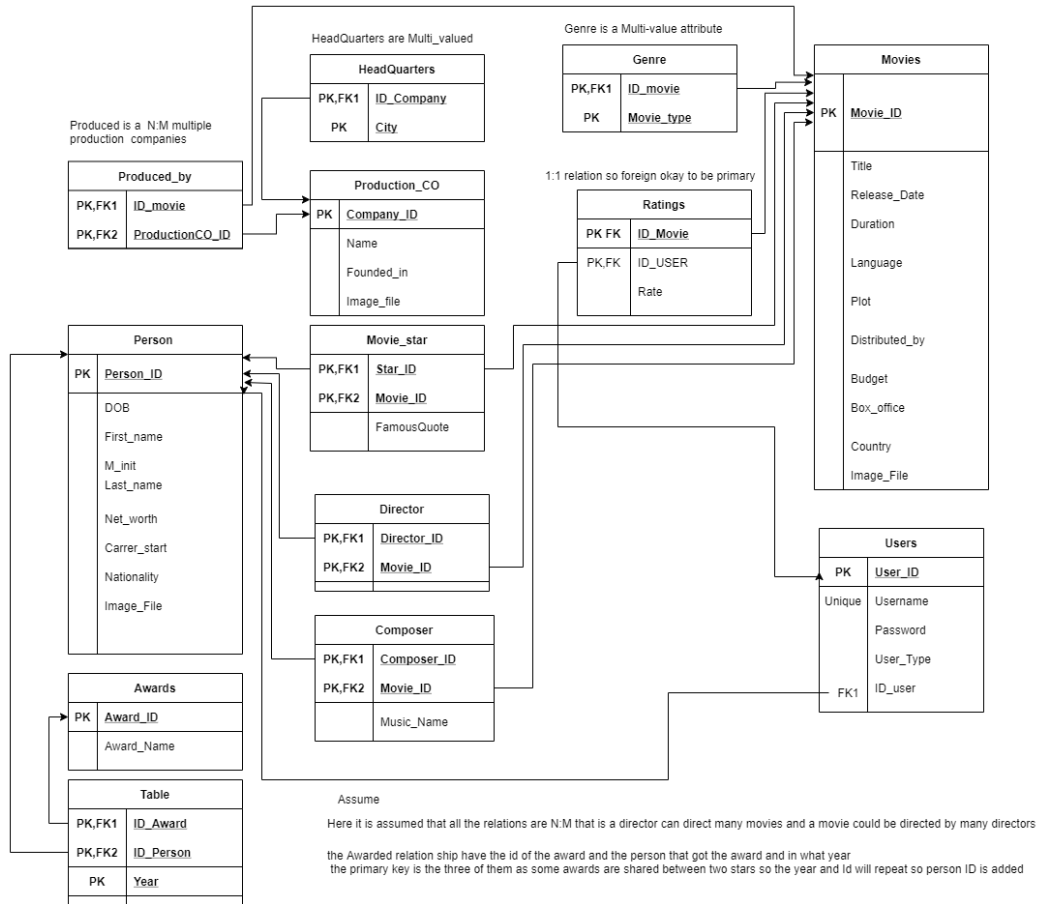 HeadQuarters are Multi_valued
Genre is a Multi-value attribute
HeadQuarters
PK,FK1 ID_Company
PK City
Genre
PK,FK1 ID_movie
PK Movie_type
Movies
PK Movie_ID
Title
Release_Date
Duration
Language
Plot
Distributed_by
Budget
Box_office
Country
Image_File
Produced is a N:M multiple
production companies
Produced_by
PK,FK1 ID_movie
PK,FK2 ProductionCO_ID
Production_CO
PK Company_ID
Name
Founded_in
Image_file
1:1 relation so foreign okay to be primary
Ratings
PK FK ID_Movie
PK,FK ID_USER
Rate
Person
PK Person_ID
DOB
First_name
M_init
Last_name
Net_worth
Carrer_start
Nationality
Image_File
Movie_star
PK,FK1 Star_ID
PK,FK2 Movie_ID
FamousQuote
Director
PK,FK1 Director_ID
PK,FK2 Movie_ID
Composer
PK,FK1 Composer_ID
PK,FK2 Movie_ID
Music_Name
Users
PK User_ID
Unique Username
Password
User_Type
FK1 ID_user
Awards
PK Award_ID
Award_Name
Table
PK,FK1 ID_Award
PK,FK2 ID_Person
PK Year
Assume
Here it is assumed that all the relations are N:M that is a director can direct many movies and a movie could be directed by many directors
the Awarded relation ship have the id of the award and the person that got the award and in what year
the primary key is the three of them as some awards are shared between two stars so the year and Id will repeat so person ID is added